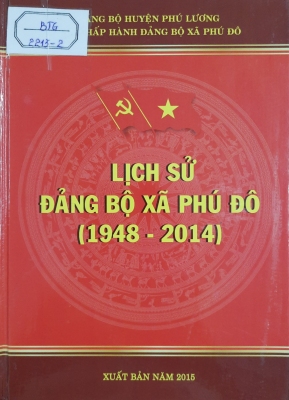 BTG
2213-2
ĐẢNG BỘ HUYỆN PHÚ LƯƠNG
CHẤP HÀNH ĐẢNG BỘ XÃ PHÚ ĐÔ
LỊCH SỬ
ĐẢNG BỘ XÃ PHÚ ĐÔ
(1948 - 2014)
XUẤT BẢN NĂM 2015